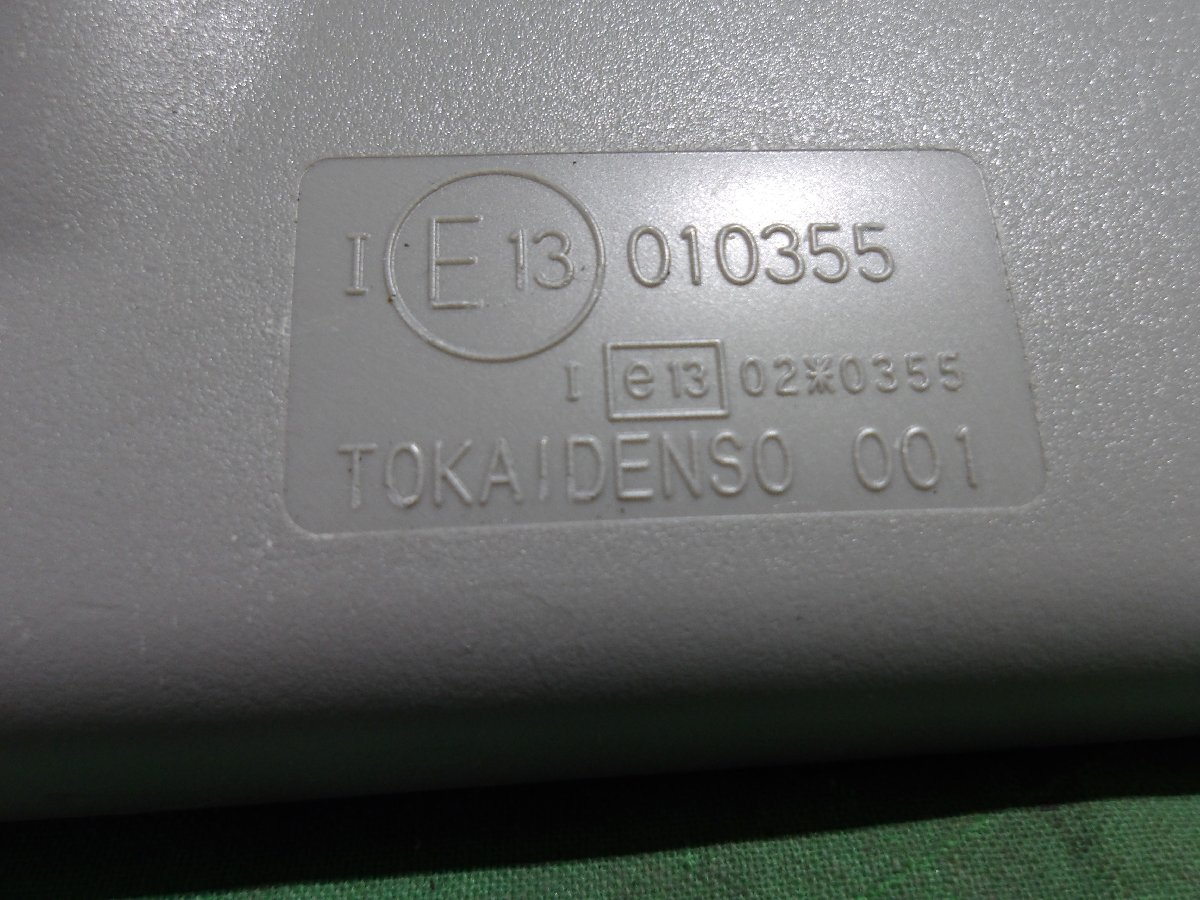 I E 13 010355
I e 13 02※0355
TOKAIDENSO 001